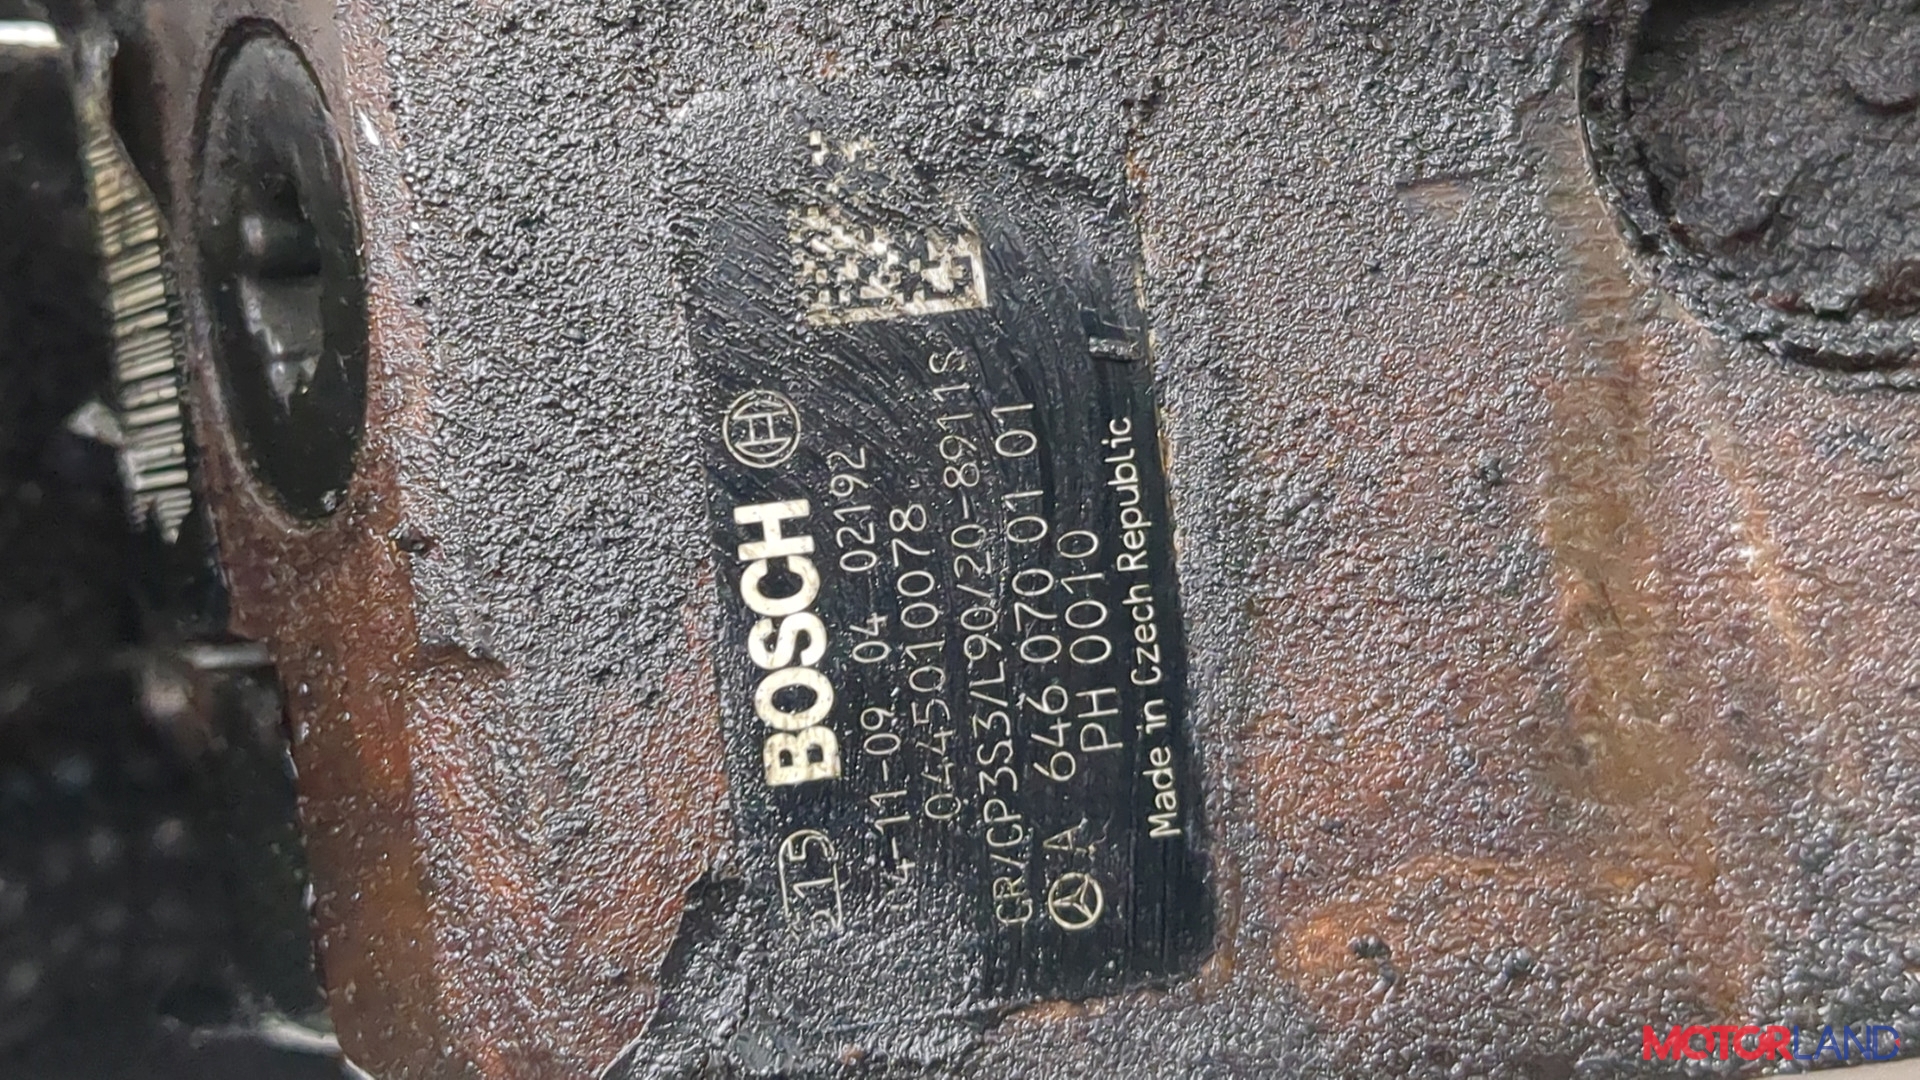 615 BOSCH
4-11-09 04 02192
0445010078
CR/CP3S3/L90/20-8911S
A 646 070 01 01
PH 0010
Made in Czech Republic
MOTORLAND